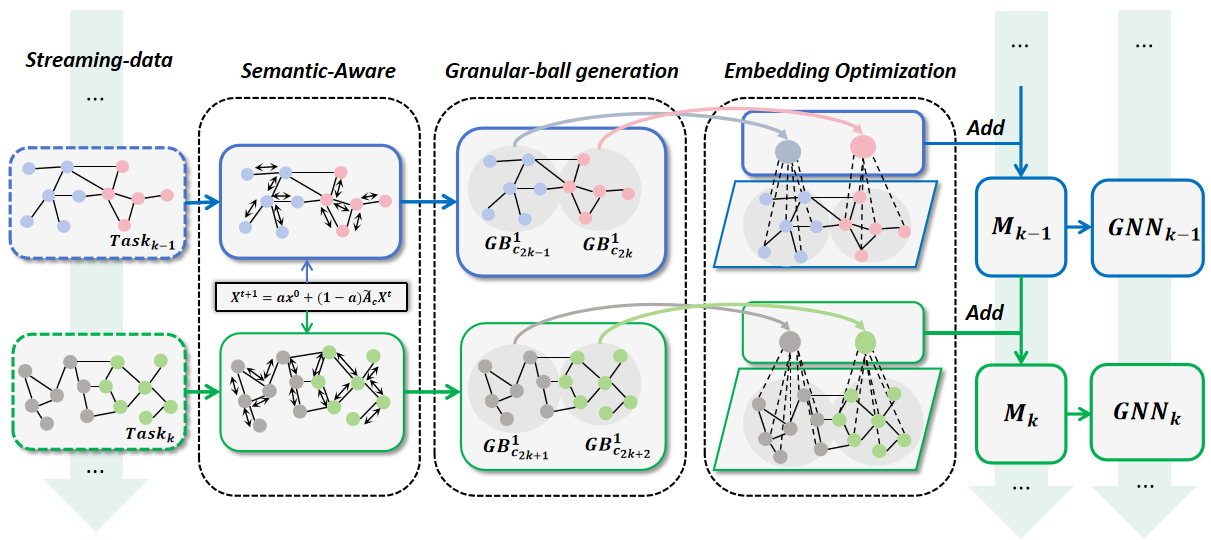 Streaming-data
...
Semantic-Aware
Granular-ball generation
Embedding Optimization
...
...
Add
Task_{k-1}
GB^1_{c_{2k-1}}
GB^1_{c_{2k}}
M_{k-1}
GNN_{k-1}
X^{t+1} = ax^0 + (1 − a)Ã_cX^t
Add
Task_k
GB^1_{c_{2k+1}}
GB^1_{c_{2k+2}}
M_k
GNN_k
...
...
...